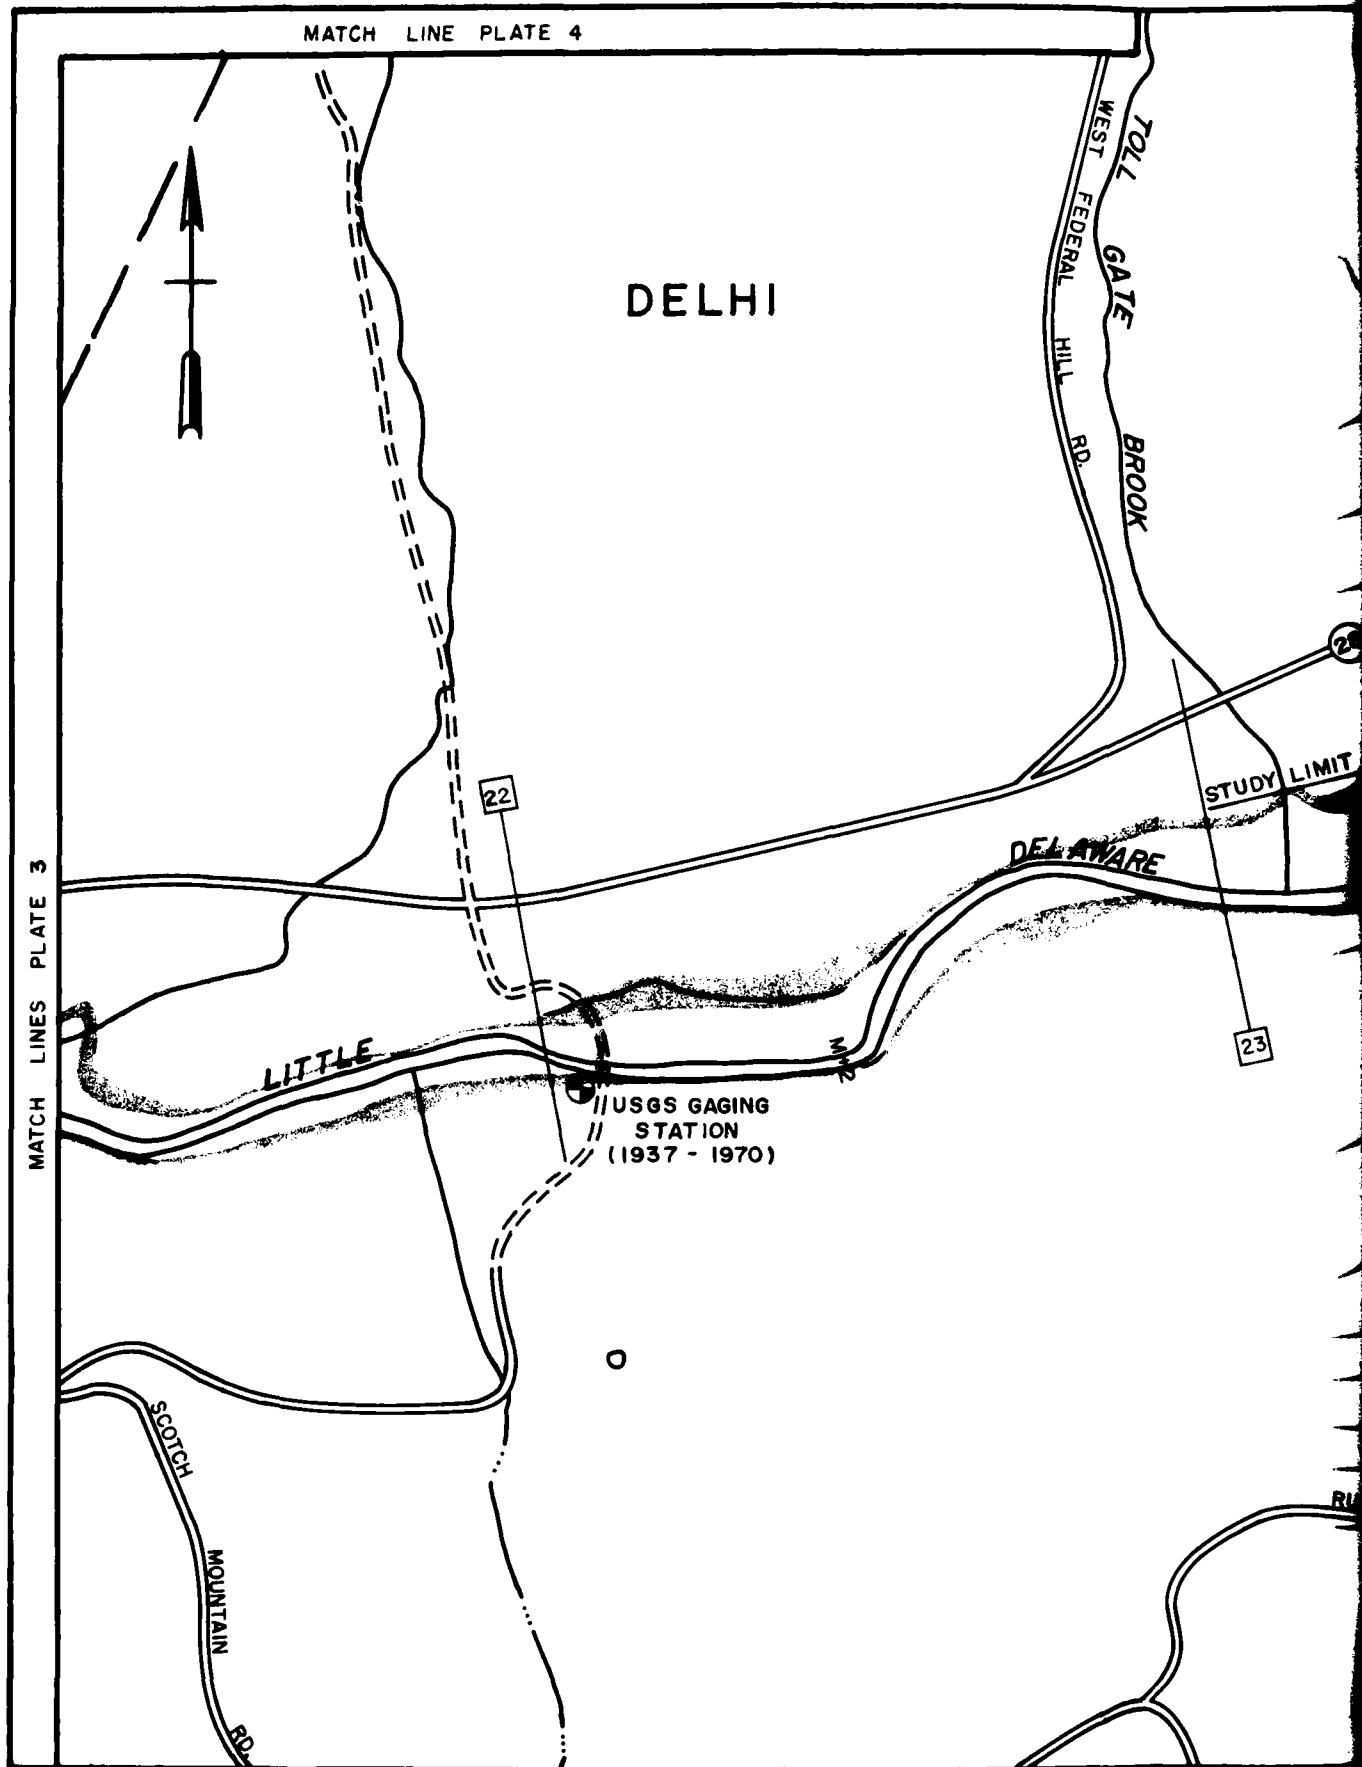 MATCH LINE PLATE 4
WEST FEDERAL HILL RD.
TOLL GATE BROOK
DELHI
STUDY LIMIT
22
DELAWARE
MATCH LINES PLATE 3
LITTLE
M+2
23
USGS GAGING
STATION
(1937 - 1970)
SCOTCH MOUNTAIN RD.